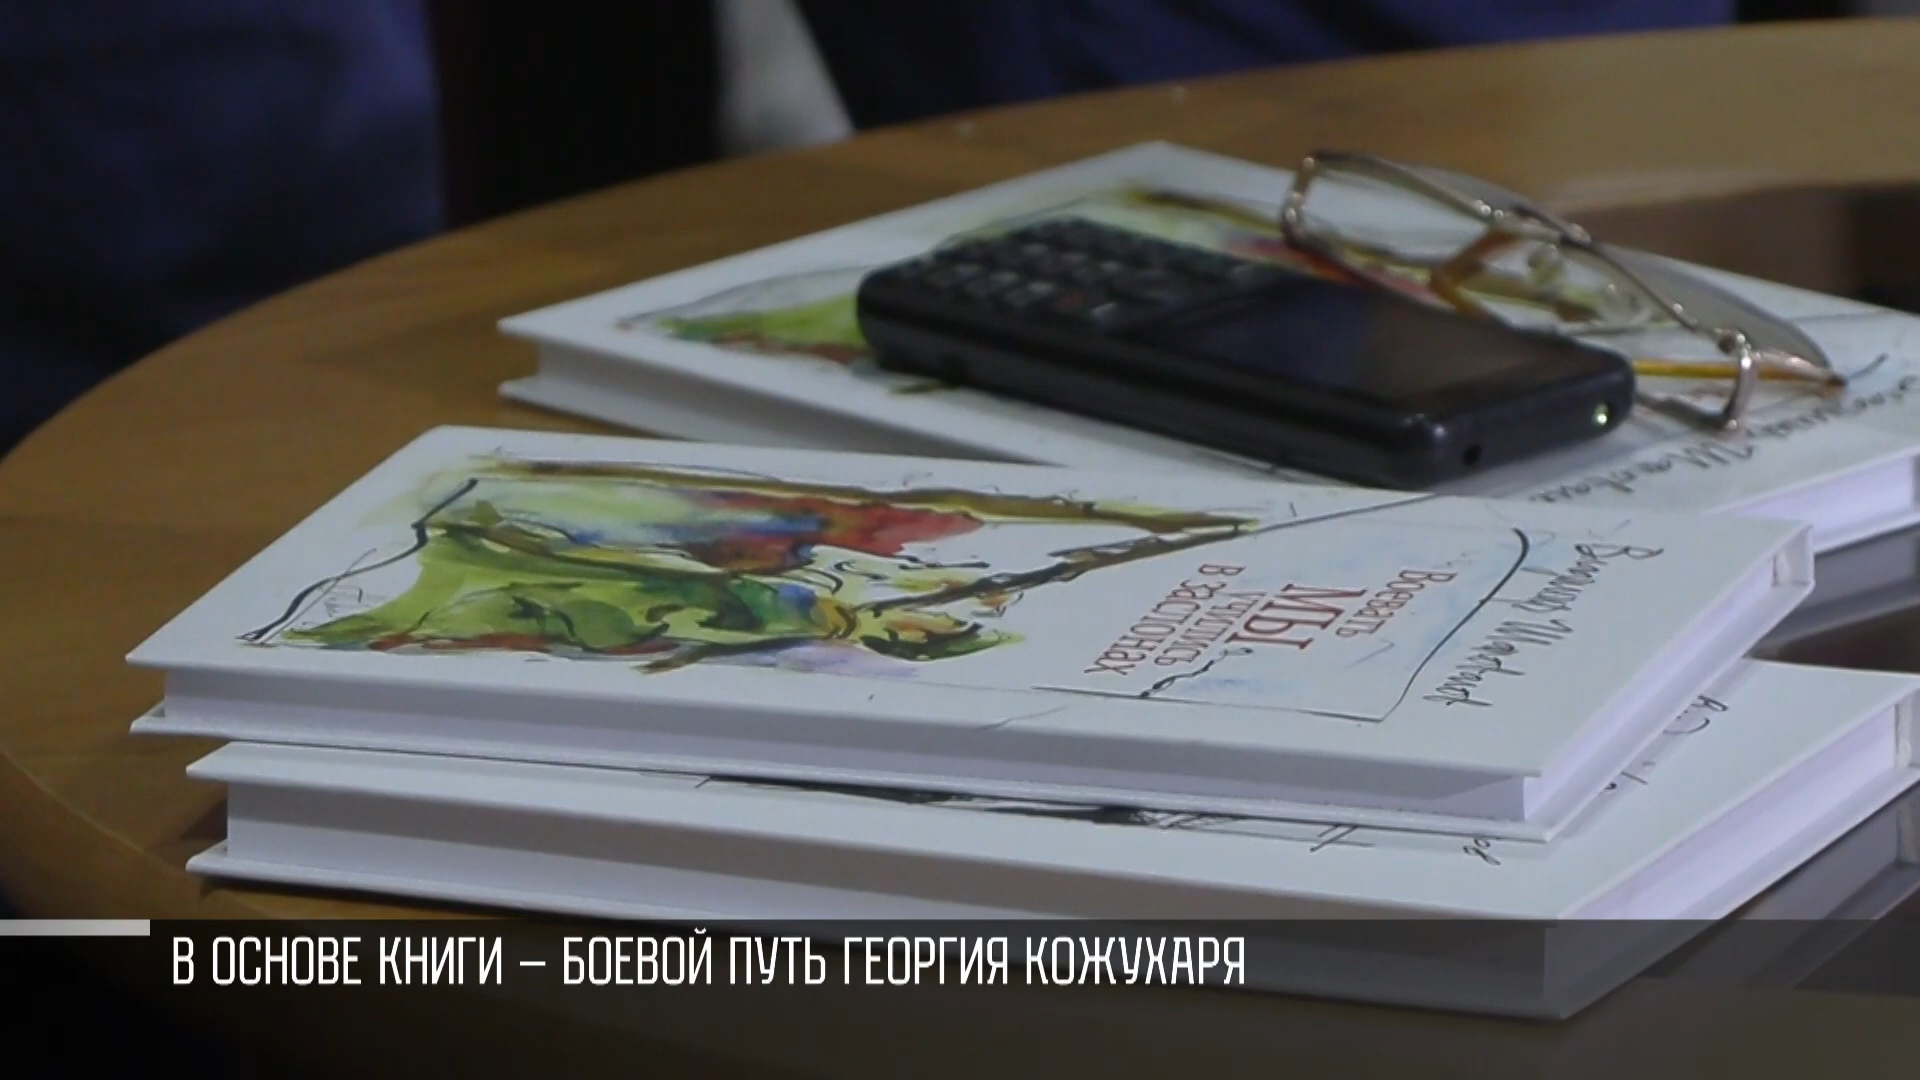 Воевать
МЫ
учились
в заслонах
В ОСНОВЕ КНИГИ – БОЕВОЙ ПУТЬ ГЕОРГИЯ КОЖУХАРЯ